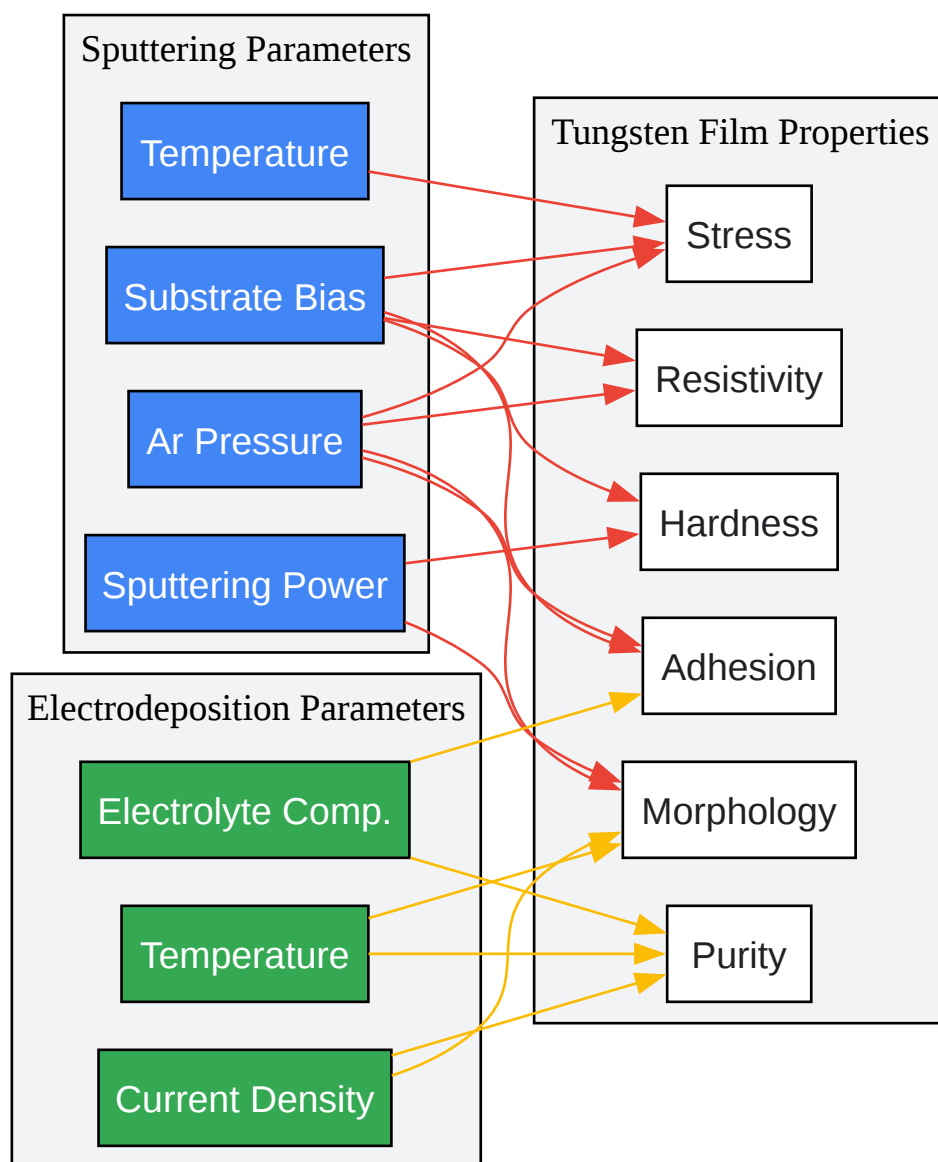 Sputtering Parameters
Temperature
Substrate Bias
Ar Pressure
Sputtering Power
Electrodeposition Parameters
Electrolyte Comp.
Temperature
Current Density
Tungsten Film Properties
Stress
Resistivity
Hardness
Adhesion
Morphology
Purity